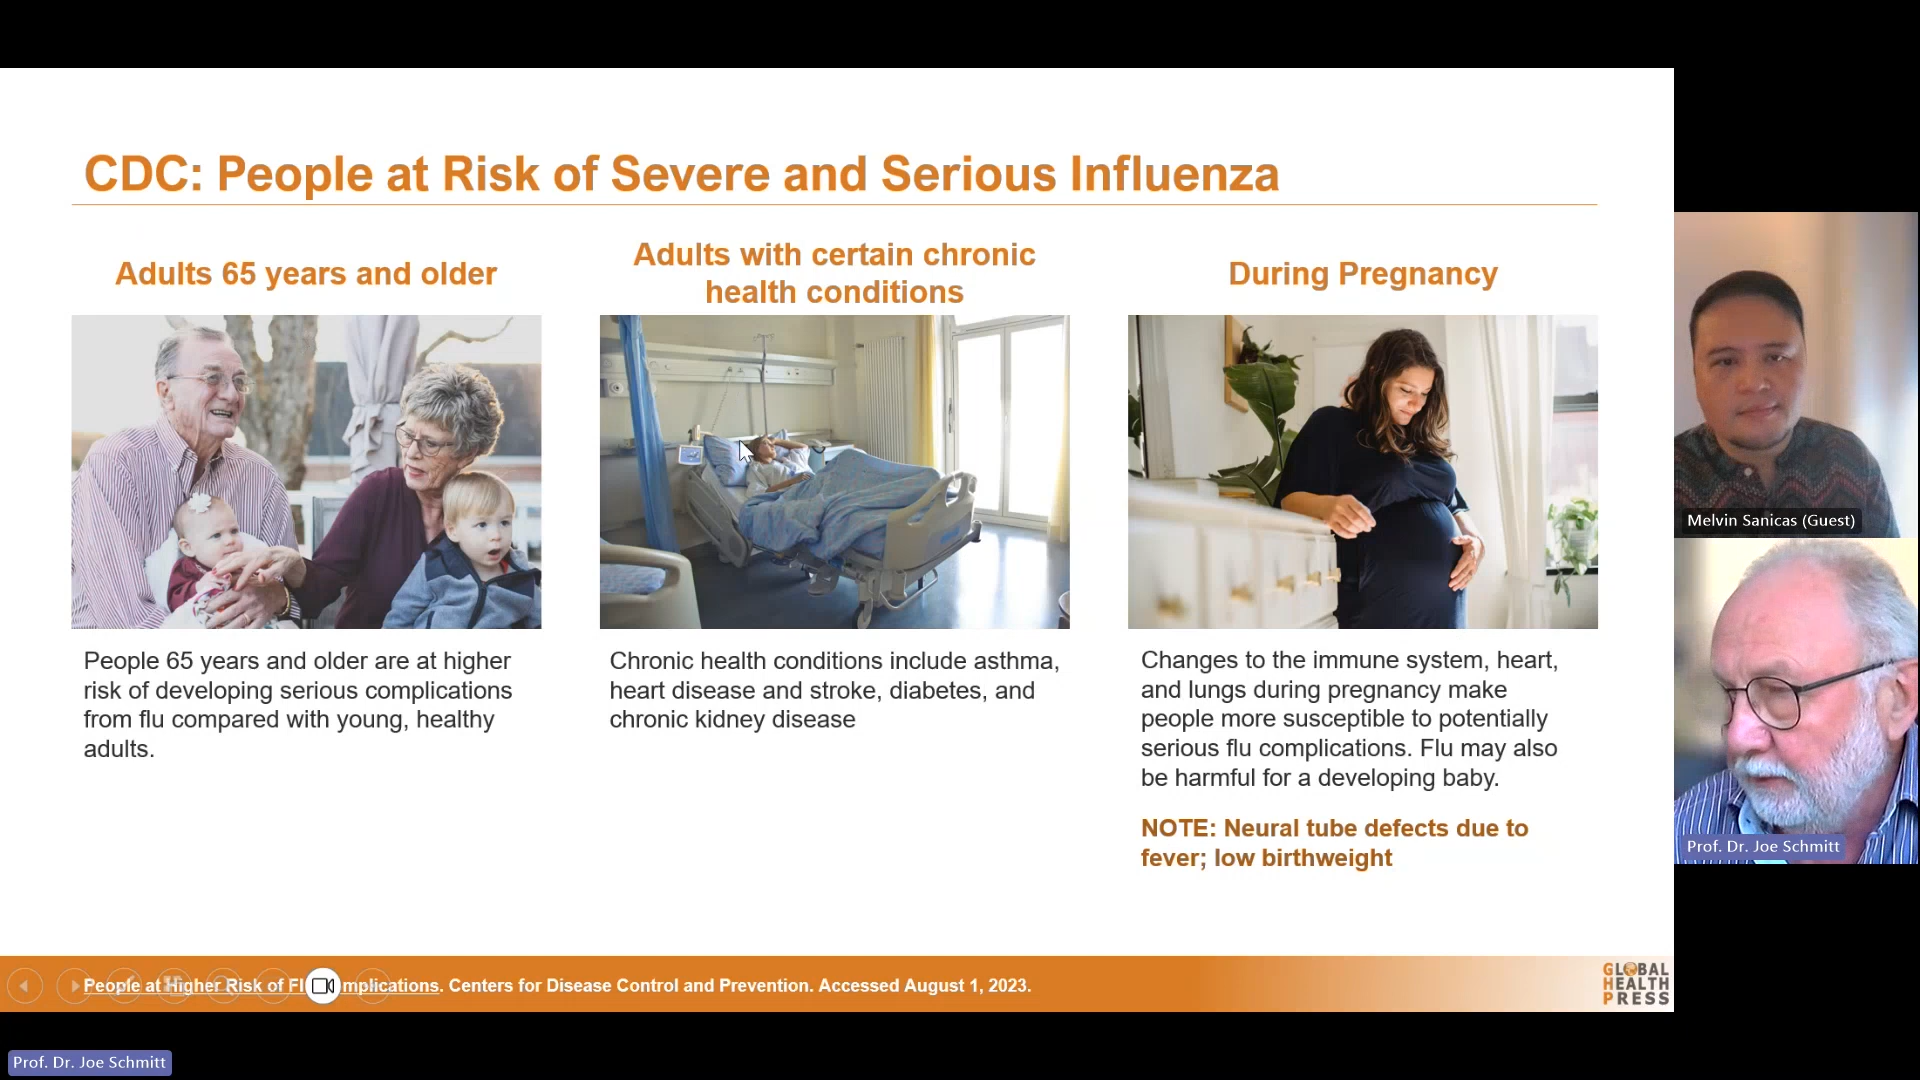 CDC: People at Risk of Severe and Serious Influenza
Adults 65 years and older
Adults with certain chronic
health conditions
During Pregnancy
People 65 years and older are at higher
risk of developing serious complications
from flu compared with young, healthy
adults.
Chronic health conditions include asthma,
heart disease and stroke, diabetes, and
chronic kidney disease
Changes to the immune system, heart,
and lungs during pregnancy make
people more susceptible to potentially
serious flu complications. Flu may also
be harmful for a developing baby.
NOTE: Neural tube defects due to
fever; low birthweight
Melvin Sanicas (Guest)
Prof. Dr. Joe Schmitt
People at Higher Risk of Fl mplications. Centers for Disease Control and Prevention. Accessed August 1, 2023.
GLOBAL
HEALTH
PRESS
Prof. Dr. Joe Schmitt